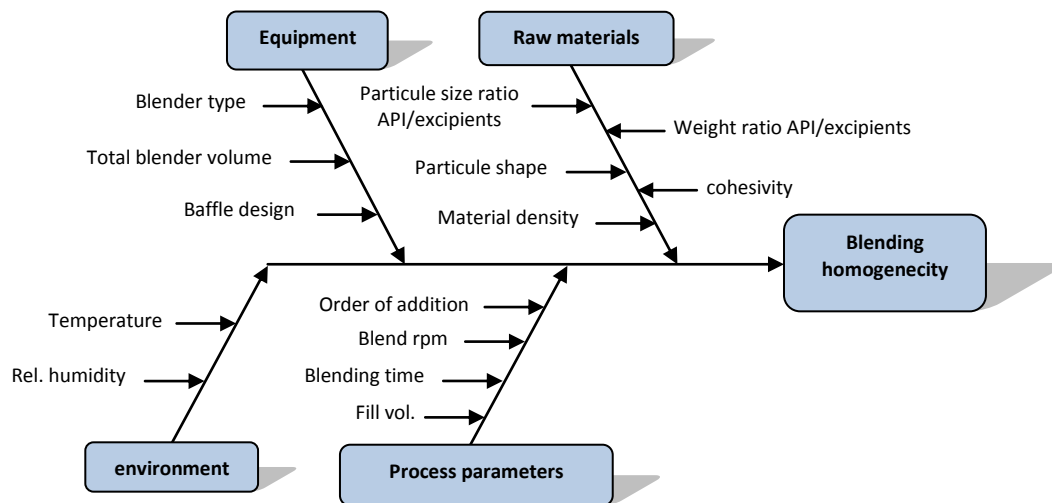 Equipment
Raw materials
Blender type
Total blender volume
Baffle design
Particule size ratio
API/excipients
Weight ratio API/excipients
Particule shape
cohesivity
Material density
Blending
homogenecity
Temperature
Rel. humidity
Order of addition
Blend rpm
Blending time
Fill vol.
environment
Process parameters